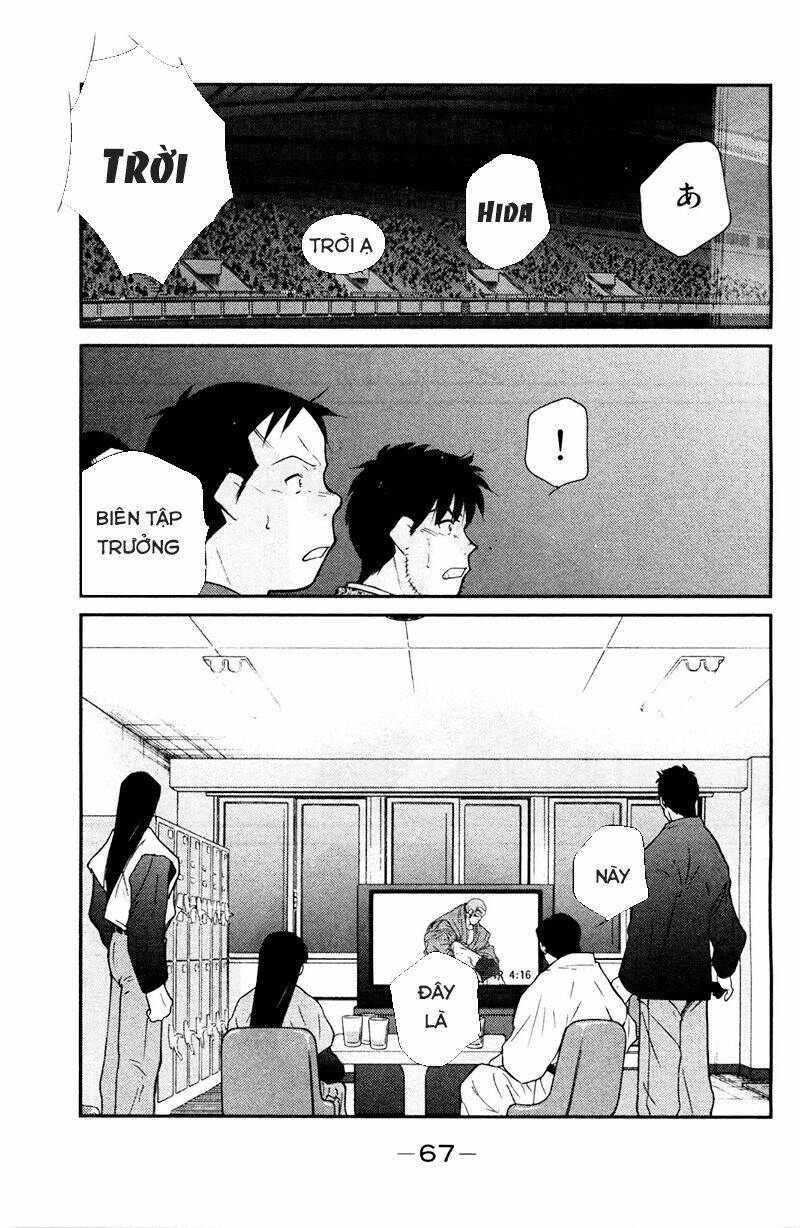 あ
HIDA
TRỜI Ạ
TRỜI
!
BIÊN TẬP
TRƯỞNG
NÀY
ĐÂY
LÀ
R 4:16
－67－